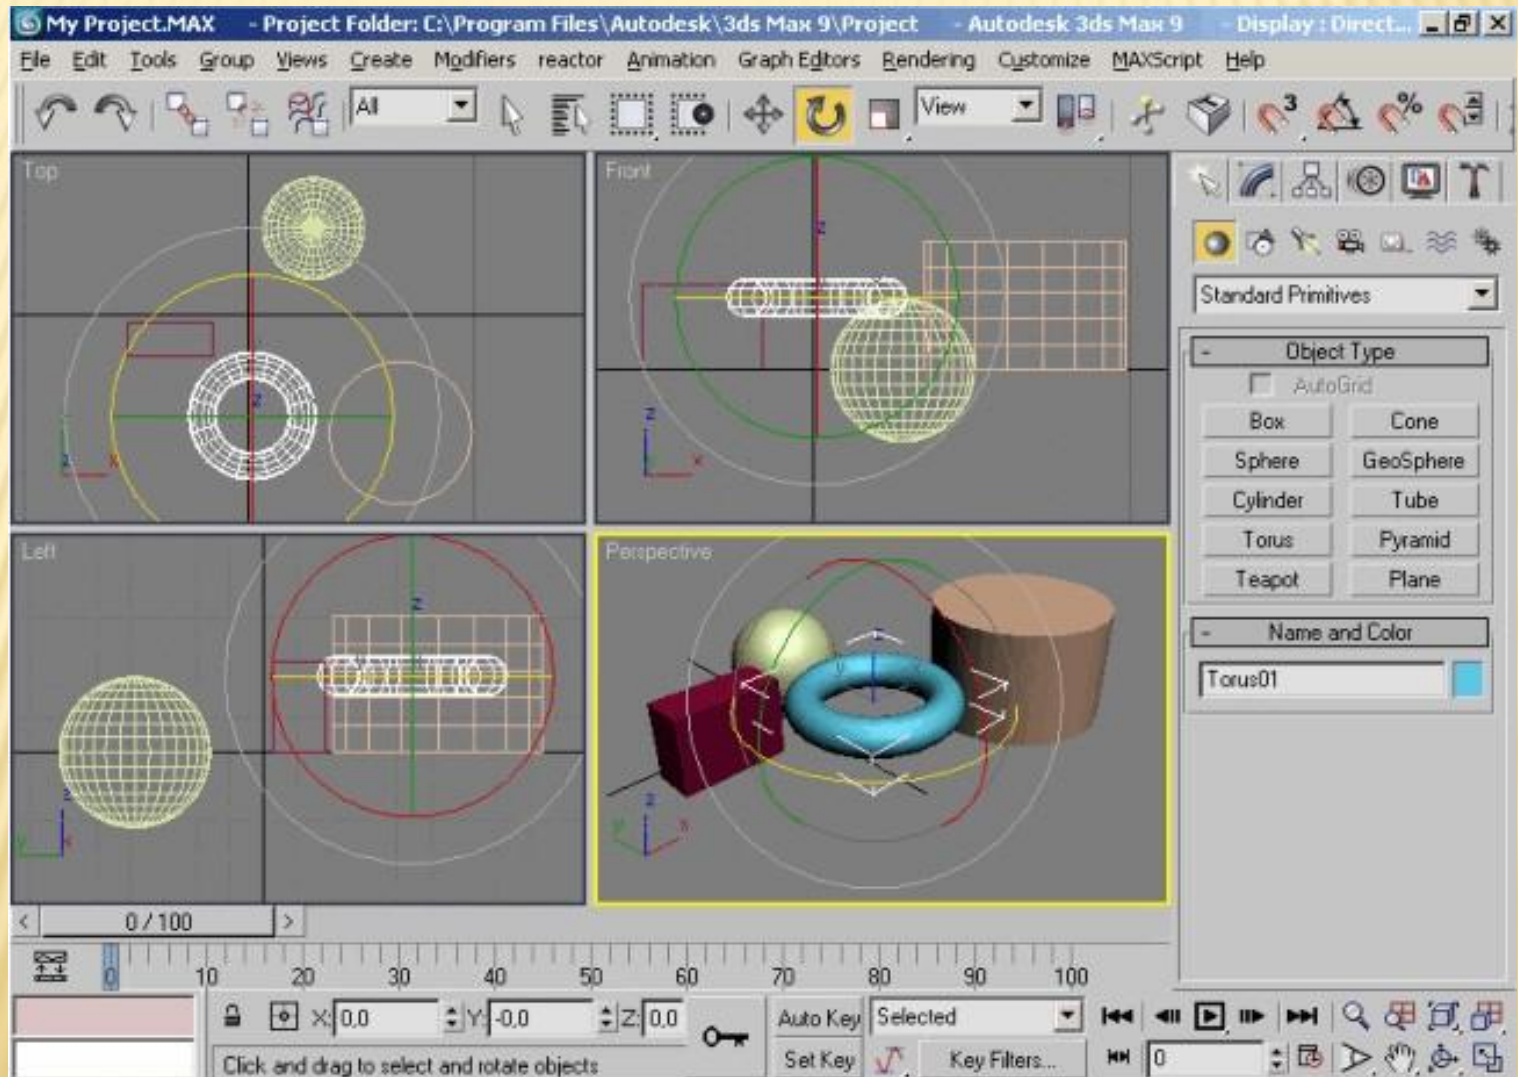 My Project.MAX - Project Folder: C:\Program Files\Autodesk\3ds Max 9\Project - Autodesk 3ds Max 9 - Display : Direct...
File Edit Tools Group Views Create Modifiers reactor Animation Graph Editors Rendering Customize MAXScript Help
All View 3 %
Top
Front
Standard Primitives
- Object Type
AutoGrid
Box Cone
Sphere GeoSphere
Cylinder Tube
Torus Pyramid
Teapot Plane
- Name and Color
Torus01
z
x
z
x
z
Left
Perspective
z
z
y
x
z
y
z
x
< 0 / 100 >
0 10 20 30 40 50 60 70 80 90 100
X: 0,0 Y: -0,0 Z: 0,0 Auto Key Selected
Click and drag to select and rotate objects Set Key Key Filters... 0